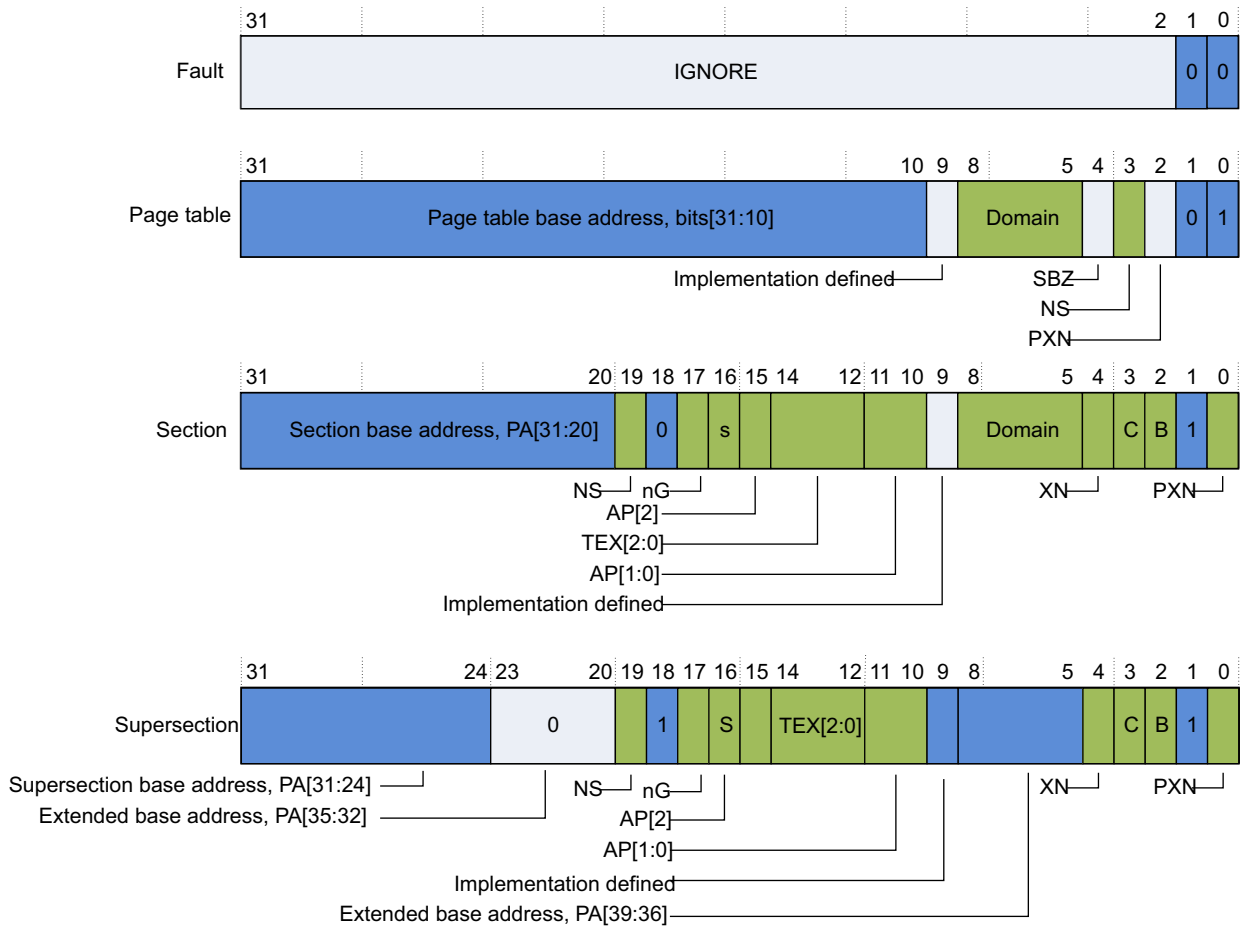 31 2 1 0
Fault IGNORE 0 0
31 10 9 8 5 4 3 2 1 0
Page table Page table base address, bits[31:10] Domain 0 1
Implementation defined SBZ
NS
PXN
31 20 19 18 17 16 15 14 12 11 10 9 8 5 4 3 2 1 0
Section Section base address, PA[31:20] 0 s Domain C B 1
NS nG XN PXN
AP[2]
TEX[2:0]
AP[1:0]
Implementation defined
31 24 23 20 19 18 17 16 15 14 12 11 10 9 8 5 4 3 2 1 0
Supersection 0 1 S TEX[2:0] C B 1
Supersection base address, PA[31:24] NS nG XN PXN
Extended base address, PA[35:32] AP[2]
AP[1:0]
Implementation defined
Extended base address, PA[39:36]